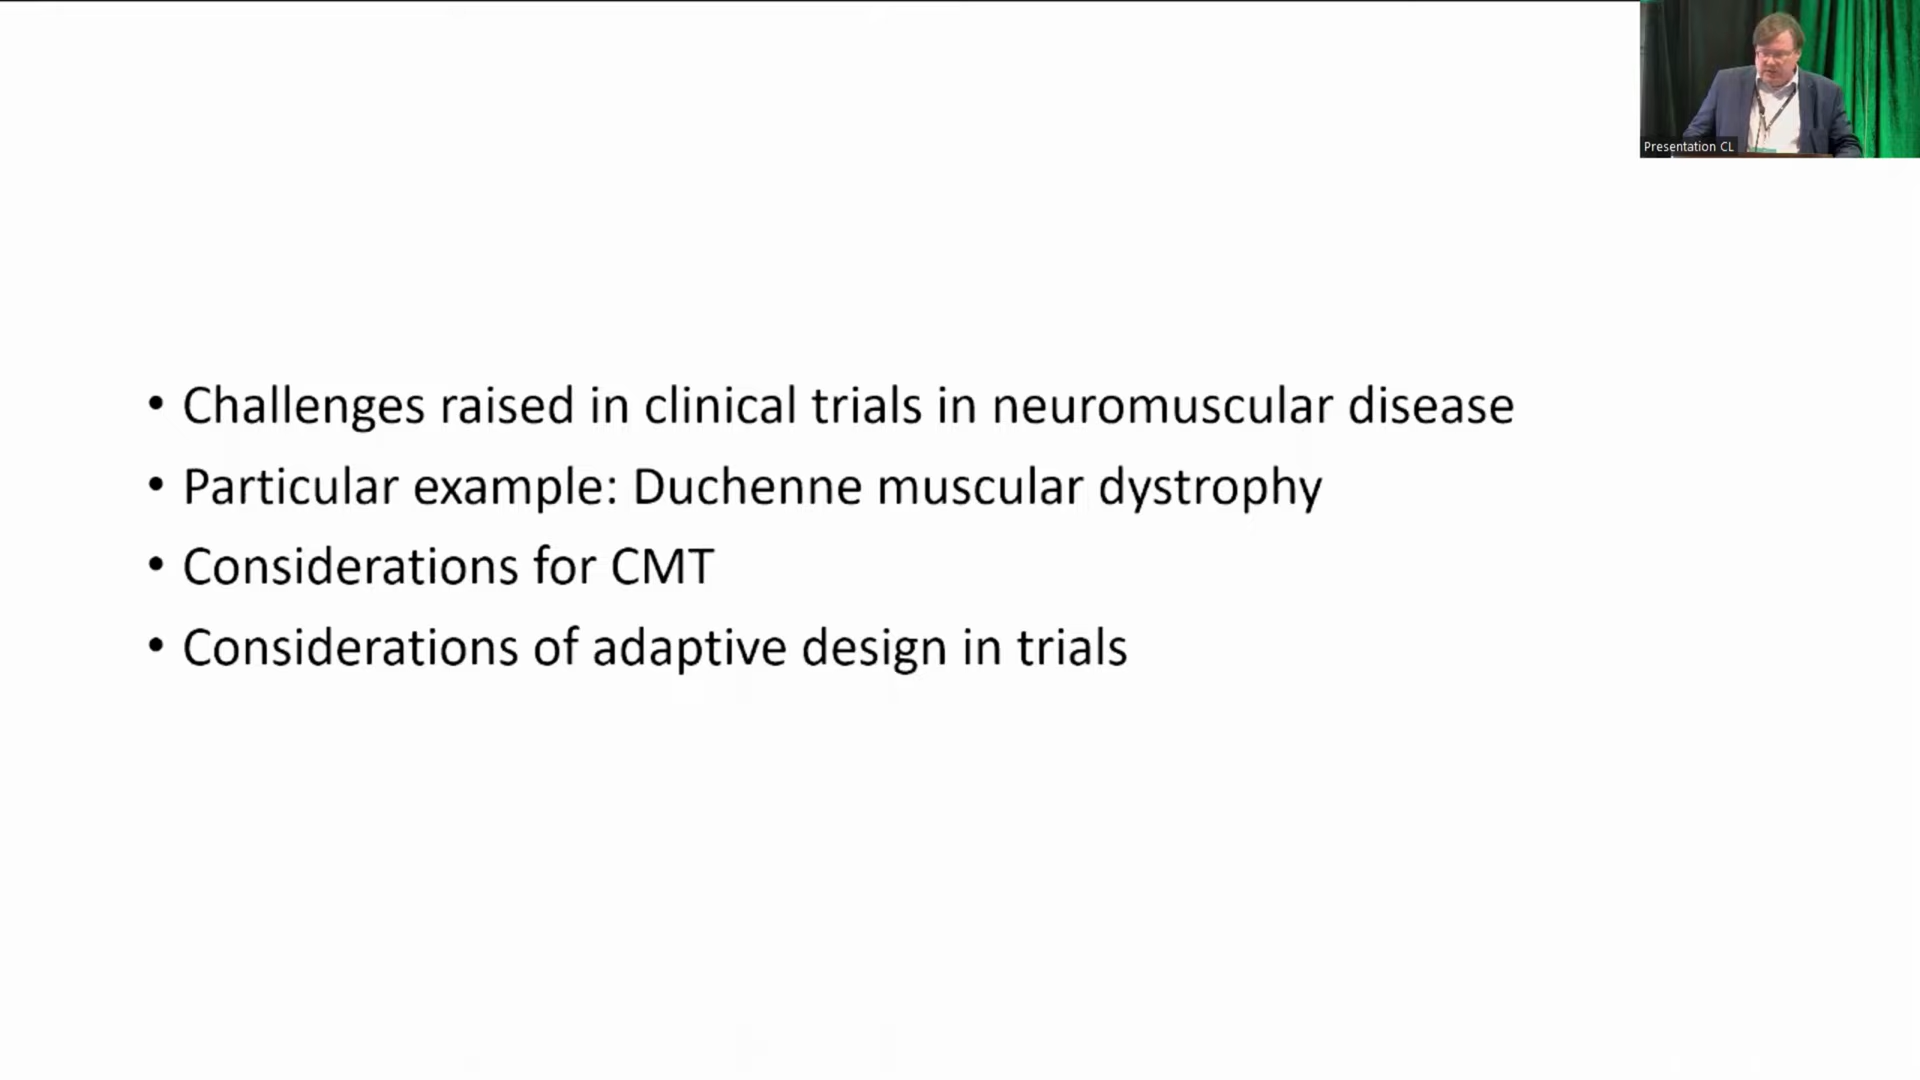 Presentation CL
• Challenges raised in clinical trials in neuromuscular disease
• Particular example: Duchenne muscular dystrophy
• Considerations for CMT
• Considerations of adaptive design in trials